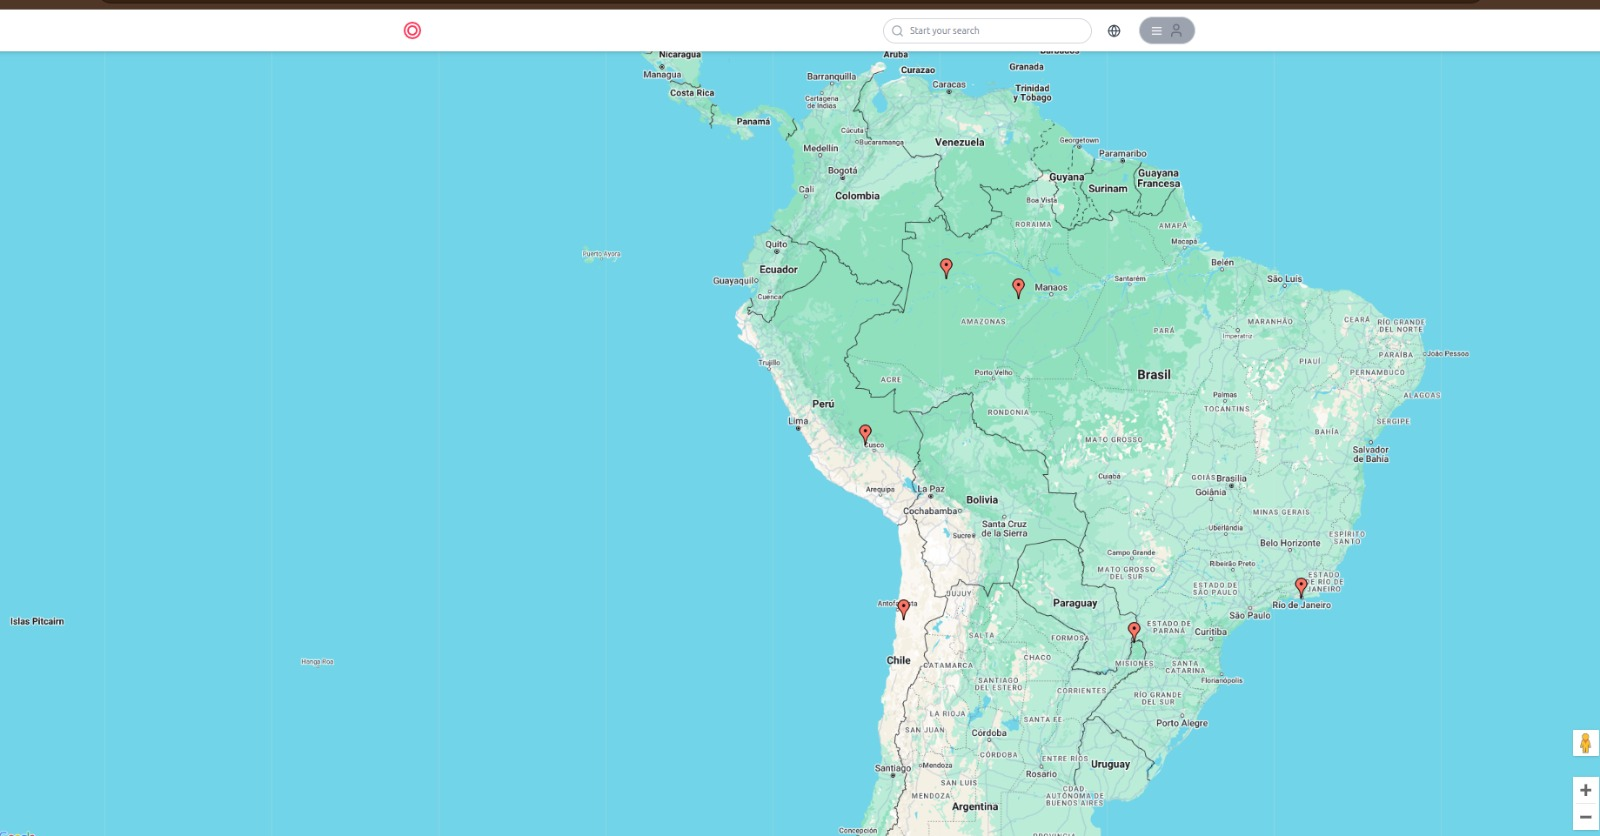 Start your search
Nicaragua
Managua
Costa Rica
Panamá
Aruba
Curazao
Barranquilla
Cartagena
de Indias
Caracas
Granada
Trinidad
y Tobago
Cúcuta
Bucaramanga
Medellín
Bogotá
Cali
Colombia
Venezuela
Georgetown
Paramaribo
Guyana
Surinam
Guayana
Francesa
Boa Vista
RORAIMA
AMAPÁ
Macapá
Puerto Ayora
Quito
Ecuador
Guayaquil
Cuenca
Belén
Santarém
São Luís
Manaos
AMAZONAS
PARÁ
MARANHÃO
Imperatriz
CEARÁ
RIO GRANDE
DEL NORTE
João Pessoa
PARAÍBA
PIAUÍ
PERNAMBUCO
ALAGOAS
Trujillo
ACRE
Porto Velho
Brasil
Palmas
TOCANTINS
Perú
Lima
RONDONIA
SERGIPE
BAHÍA
MATO GROSSO
Cusco
Salvador
de Bahía
Cuiabá
GOIÁS
Brasilia
Goiânia
Arequipa
La Paz
Bolivia
Cochabamba
MINAS GERAIS
Santa Cruz
de la Sierra
Sucre
Uberlândia
ESPÍRITO
SANTO
Belo Horizonte
Campo Grande
Ribeirão Preto
MATO GROSSO
DEL SUR
ESTADO
DE RÍO DE
JANEIRO
ESTADO DE
SÃO PAULO
JUJUY
Paraguay
Rio de Janeiro
São Paulo
Islas Pitcairn
ESTADO DE
PARANÁ
Curitiba
SALTA
FORMOSA
Hanga Roa
Chile
CATAMARCA
CHACO
MISIONES
SANTA
CATARINA
Florianópolis
SANTIAGO
DEL ESTERO
CORRIENTES
RÍO GRANDE
DEL SUR
LA RIOJA
SANTA FE
Porto Alegre
SAN JUAN
Córdoba
CÓRDOBA
ENTRE RÍOS
Uruguay
Santiago
Mendoza
Rosario
SAN LUIS
MENDOZA
CDAD.
AUTÓNOMA DE
BUENOS AIRES
Argentina
Concepción